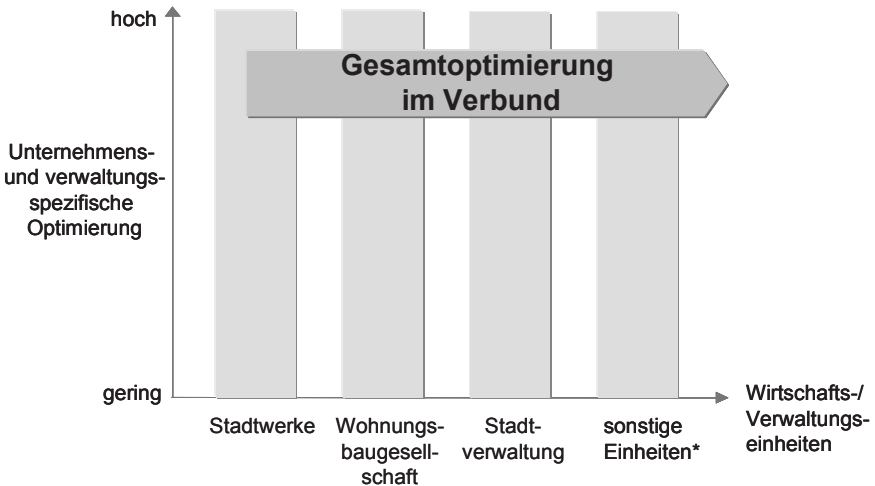 hoch
Gesamtoptimierung
im Verbund
Unternehmens-
und verwaltungs-
spezifische
Optimierung
gering
Stadtwerke
Wohnungs-
baugesell-
schaft
Stadt-
verwaltung
sonstige
Einheiten*
Wirtschafts-/
Verwaltungs-
einheiten